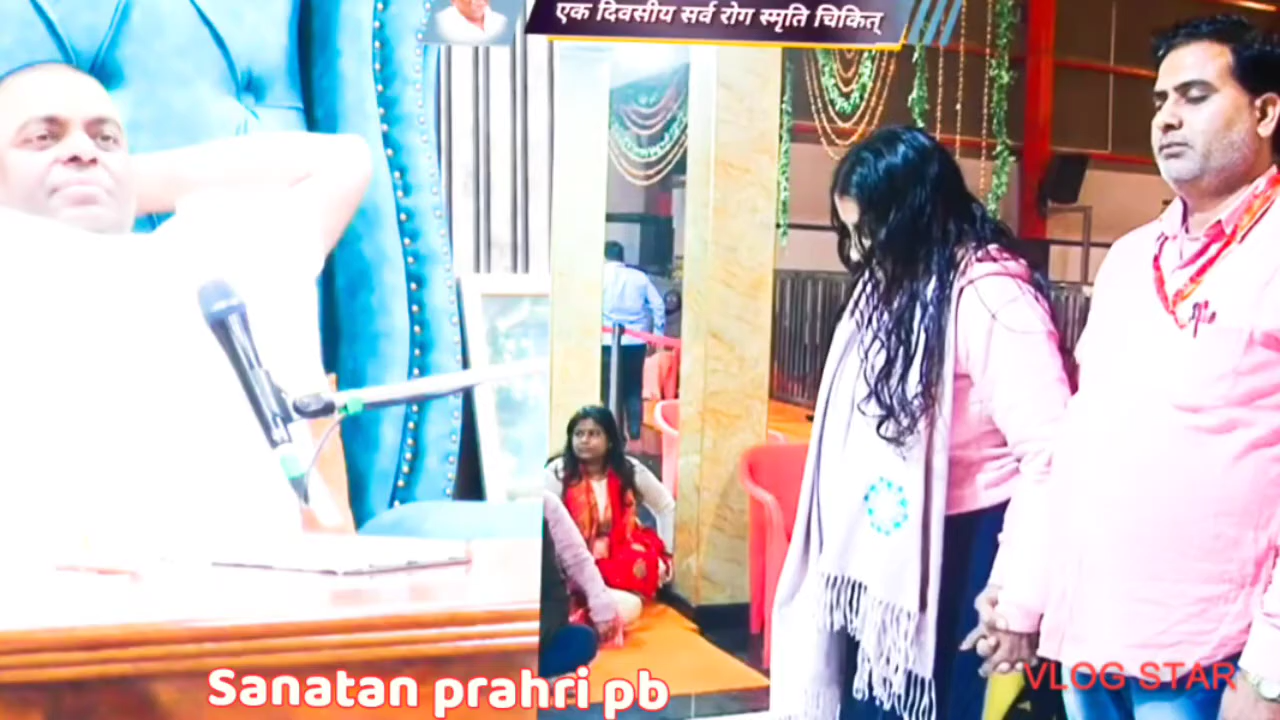 एक दिवसीय सर्व रोग स्मृति चिकित्
Sanatan prahri pb
VLOG STAR